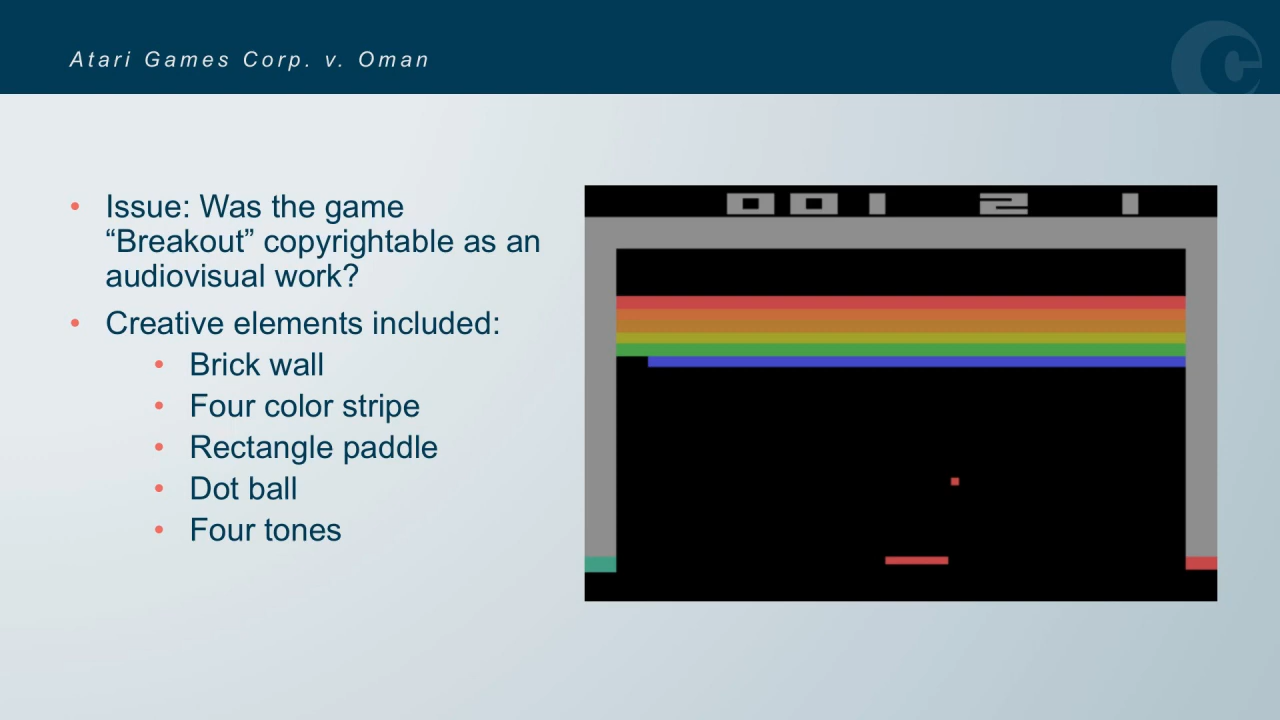 Atari Games Corp. v. Oman
• Issue: Was the game
“Breakout” copyrightable as an
audiovisual work?
• Creative elements included:
• Brick wall
• Four color stripe
• Rectangle paddle
• Dot ball
• Four tones
001 2 1